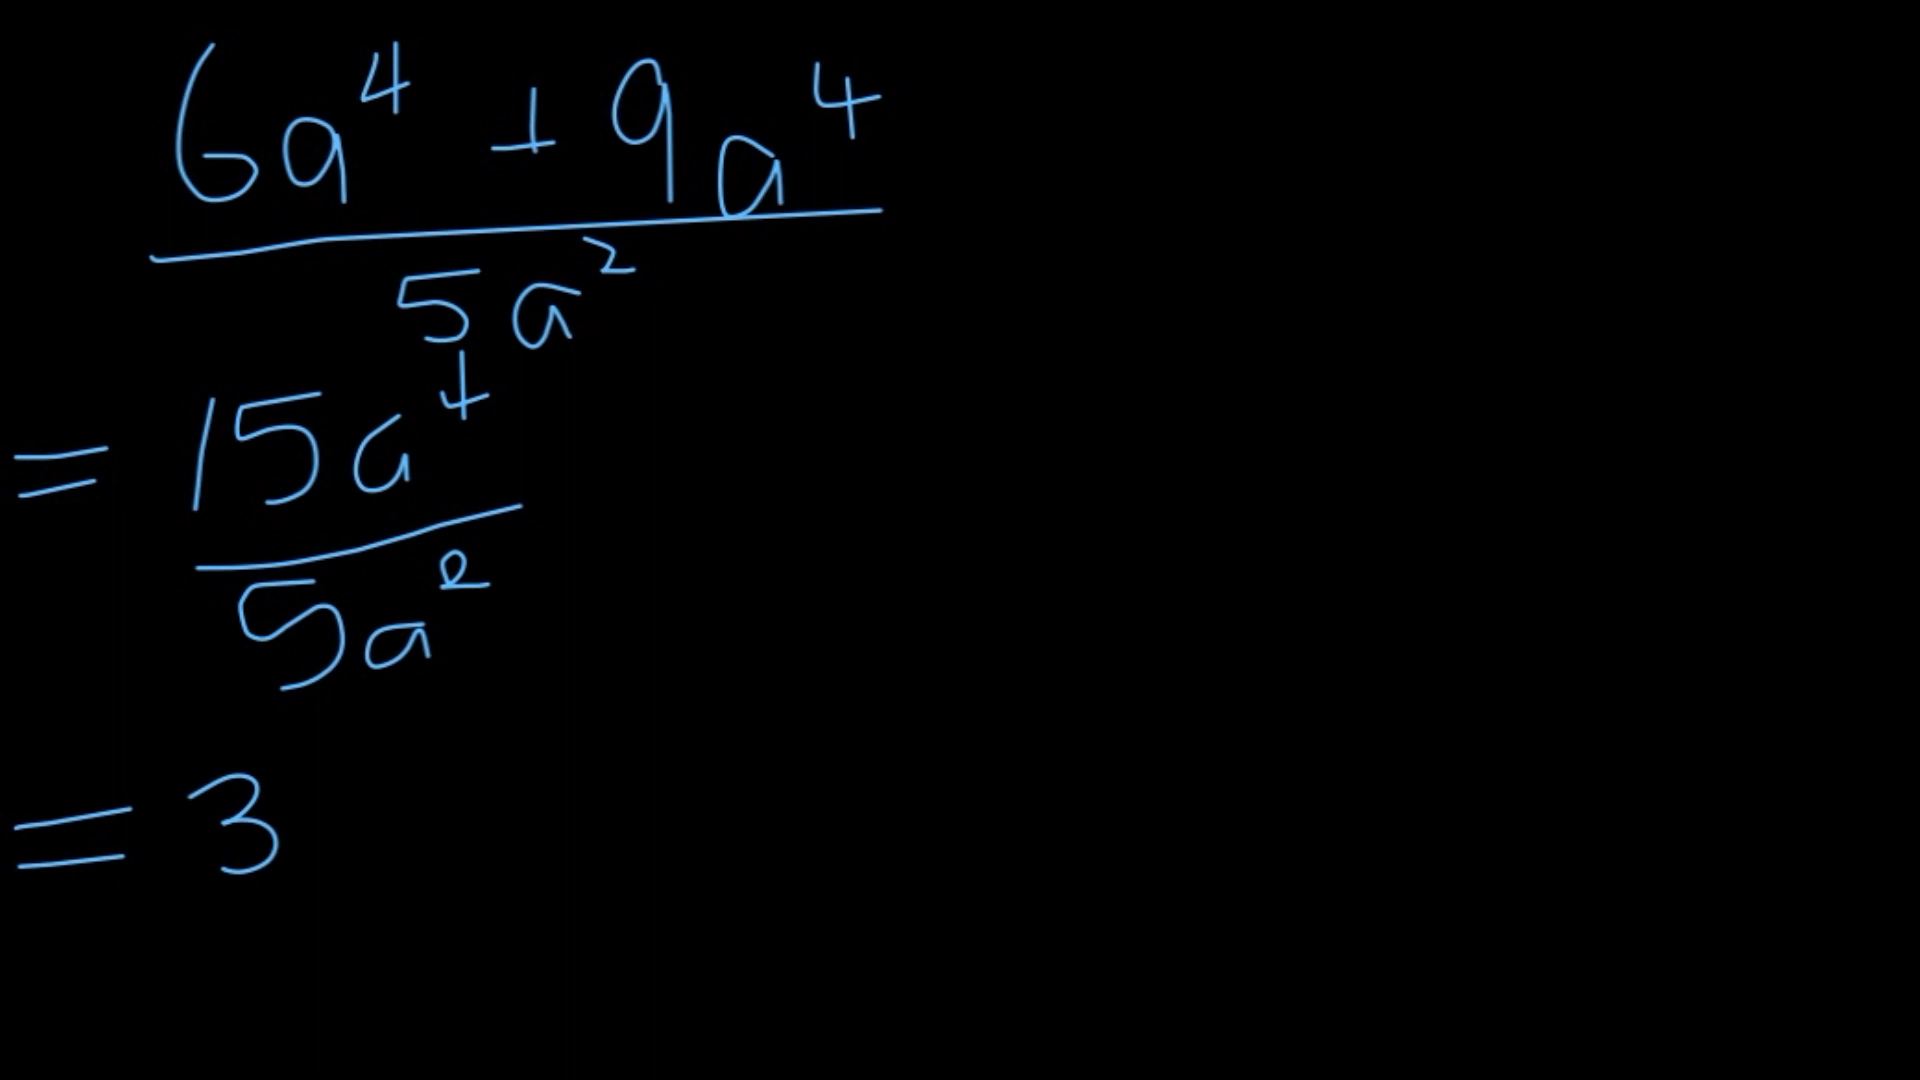 6a⁴ + 9a⁴
5a²
= 15a⁴
5a²
= 3